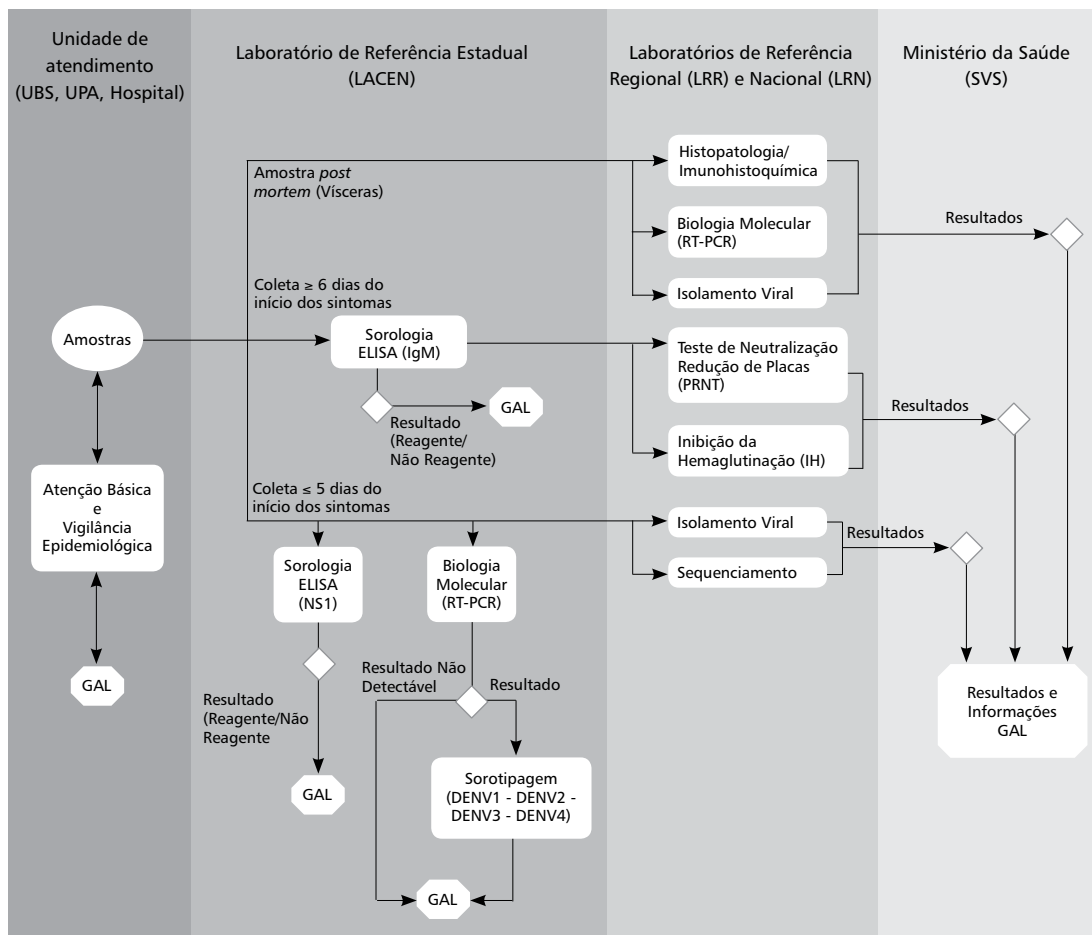 Unidade de
atendimento
(UBS, UPA, Hospital)
Laboratório de Referência Estadual
(LACEN)
Laboratórios de Referência
Regional (LRR) e Nacional (LRN)
Ministério da Saúde
(SVS)
Amostra post
mortem (Vísceras)
Histopatologia/
Imunohistoquímica
Biologia Molecular
(RT-PCR)
Isolamento Viral
Resultados
Coleta ≥ 6 dias do
início dos sintomas
Amostras
Sorologia
ELISA (IgM)
GAL
Resultado
(Reagente/
Não Reagente)
Teste de Neutralização
Redução de Placas
(PRNT)
Inibição da
Hemaglutinação (IH)
Resultados
Atenção Básica
e
Vigilância
Epidemiológica
GAL
Coleta ≤ 5 dias do
início dos sintomas
Sorologia
ELISA
(NS1)
Biologia
Molecular
(RT-PCR)
Isolamento Viral
Sequenciamento
Resultados
Resultado
(Reagente/Não
Reagente
GAL
Resultado Não
Detectável
Resultado
Sorotipagem
(DENV1 - DENV2 -
DENV3 - DENV4)
GAL
Resultados e
Informações
GAL